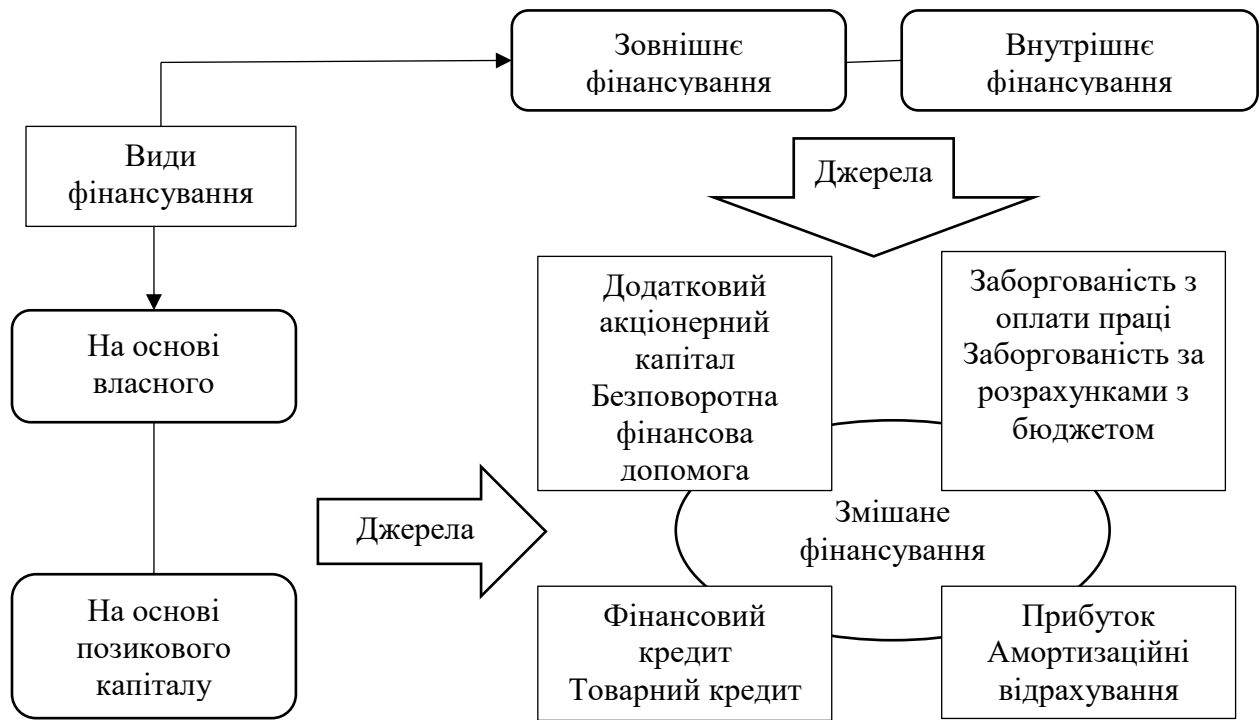 Зовнішнє
фінансування
Внутрішнє
фінансування
Види
фінансування
Джерела
На основі
власного
Додатковий
акціонерний
капітал
Безповоротна
фінансова
допомога
Заборгованість з
оплати праці
Заборгованість за
розрахунками з
бюджетом
Джерела
Змішане
фінансування
На основі
позикового
капіталу
Фінансовий
кредит
Товарний кредит
Прибуток
Амортизаційні
відрахування